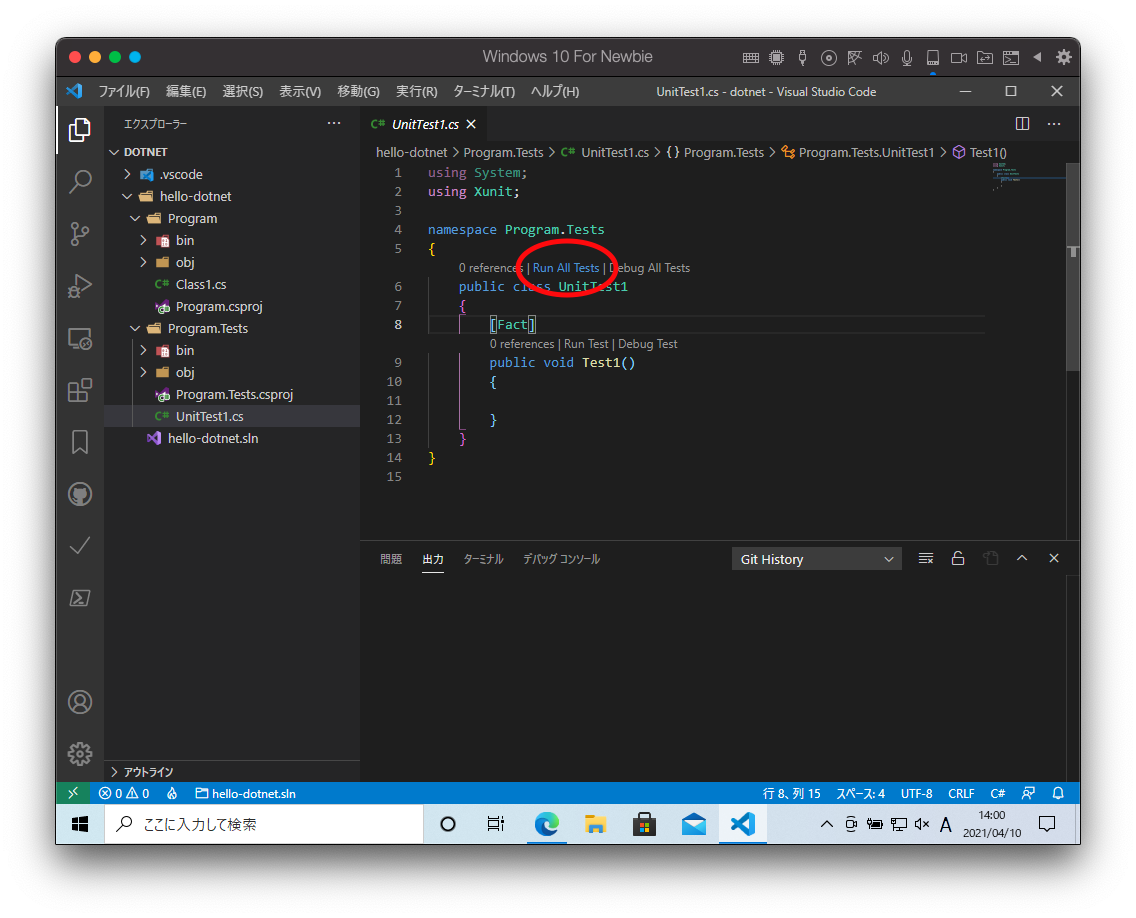 Windows 10 For Newbie
ファイル(F) 編集(E) 選択(S) 表示(V) 移動(G) 実行(R) ターミナル(T) ヘルプ(H) UnitTest1.cs - dotnet - Visual Studio Code
エクスプローラー
DOTNET
.vscode
hello-dotnet
Program
bin
obj
C# Class1.cs
Program.csproj
Program.Tests
bin
obj
Program.Tests.csproj
C# UnitTest1.cs
hello-dotnet.sln
アウトライン
C# UnitTest1.cs
hello-dotnet > Program.Tests > C# UnitTest1.cs > {} Program.Tests > Program.Tests.UnitTest1 > Test1()
1 using System;
2 using Xunit;
3
4 namespace Program.Tests
5 {
0 references | Run All Tests | Debug All Tests
6 public class UnitTest1
7 {
8 [Fact]
0 references | Run Test | Debug Test
9 public void Test1()
10 {
11
12 }
13 }
14 }
15
問題 出力 ターミナル デバッグ コンソール Git History
0 0 hello-dotnet.sln 行 8、列 15 スペース: 4 UTF-8 CRLF C#
ここに入力して検索
A
14:00
2021/04/10